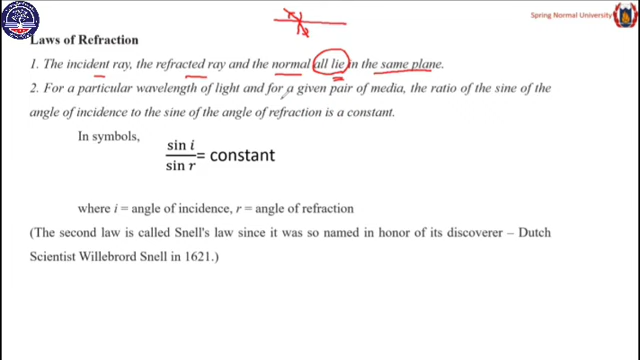 Spring Normal University
Laws of Refraction
1. The incident ray, the refracted ray and the normal all lie in the same plane.
2. For a particular wavelength of light and for a given pair of media, the ratio of the sine of the
angle of incidence to the sine of the angle of refraction is a constant.
In symbols,
sin i
sin r
= constant
where i = angle of incidence, r = angle of refraction
(The second law is called Snell's law since it was so named in honor of its discoverer – Dutch
Scientist Willebrord Snell in 1621.)